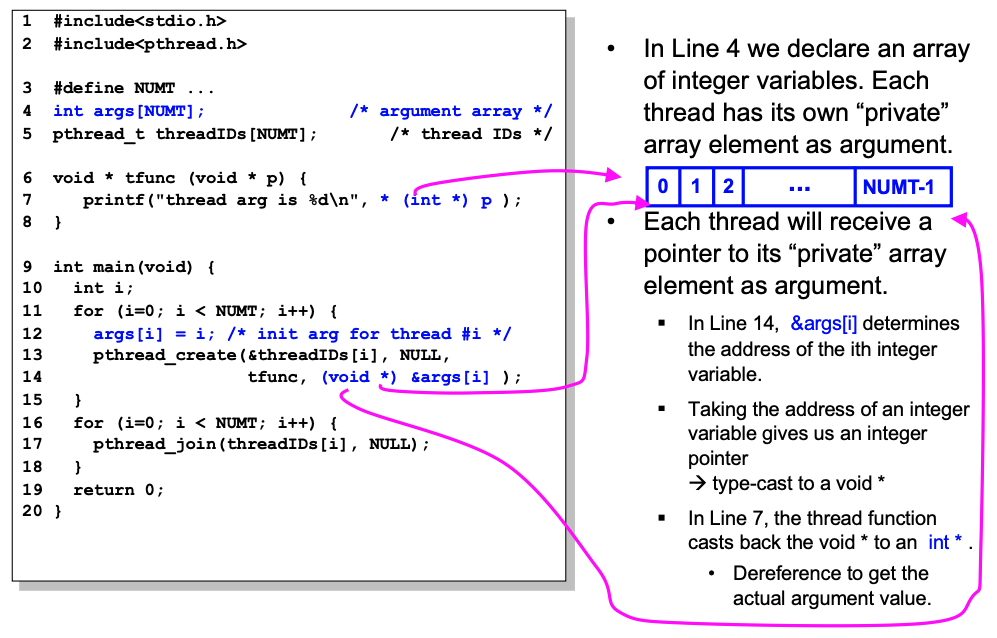 1 #include<stdio.h>
2 #include<pthread.h>
3 #define NUMT ...
4 int args[NUMT]; /* argument array */
5 pthread_t threadIDs[NUMT]; /* thread IDs */
6 void * tfunc (void * p) {
7 printf("thread arg is %d\n", * (int *) p );
8 }
9 int main(void) {
10 int i;
11 for (i=0; i < NUMT; i++) {
12 args[i] = i; /* init arg for thread #i */
13 pthread_create(&threadIDs[i], NULL,
14 tfunc, (void *) &args[i] );
15 }
16 for (i=0; i < NUMT; i++) {
17 pthread_join(threadIDs[i], NULL);
18 }
19 return 0;
20 }
• In Line 4 we declare an array
of integer variables. Each
thread has its own “private”
array element as argument.
0 1 2 ... NUMT-1
• Each thread will receive a
pointer to its “private” array
element as argument.
▪ In Line 14, &args[i] determines
the address of the ith integer
variable.
▪ Taking the address of an integer
variable gives us an integer
pointer
→ type-cast to a void *
▪ In Line 7, the thread function
casts back the void * to an int * .
• Dereference to get the
actual argument value.